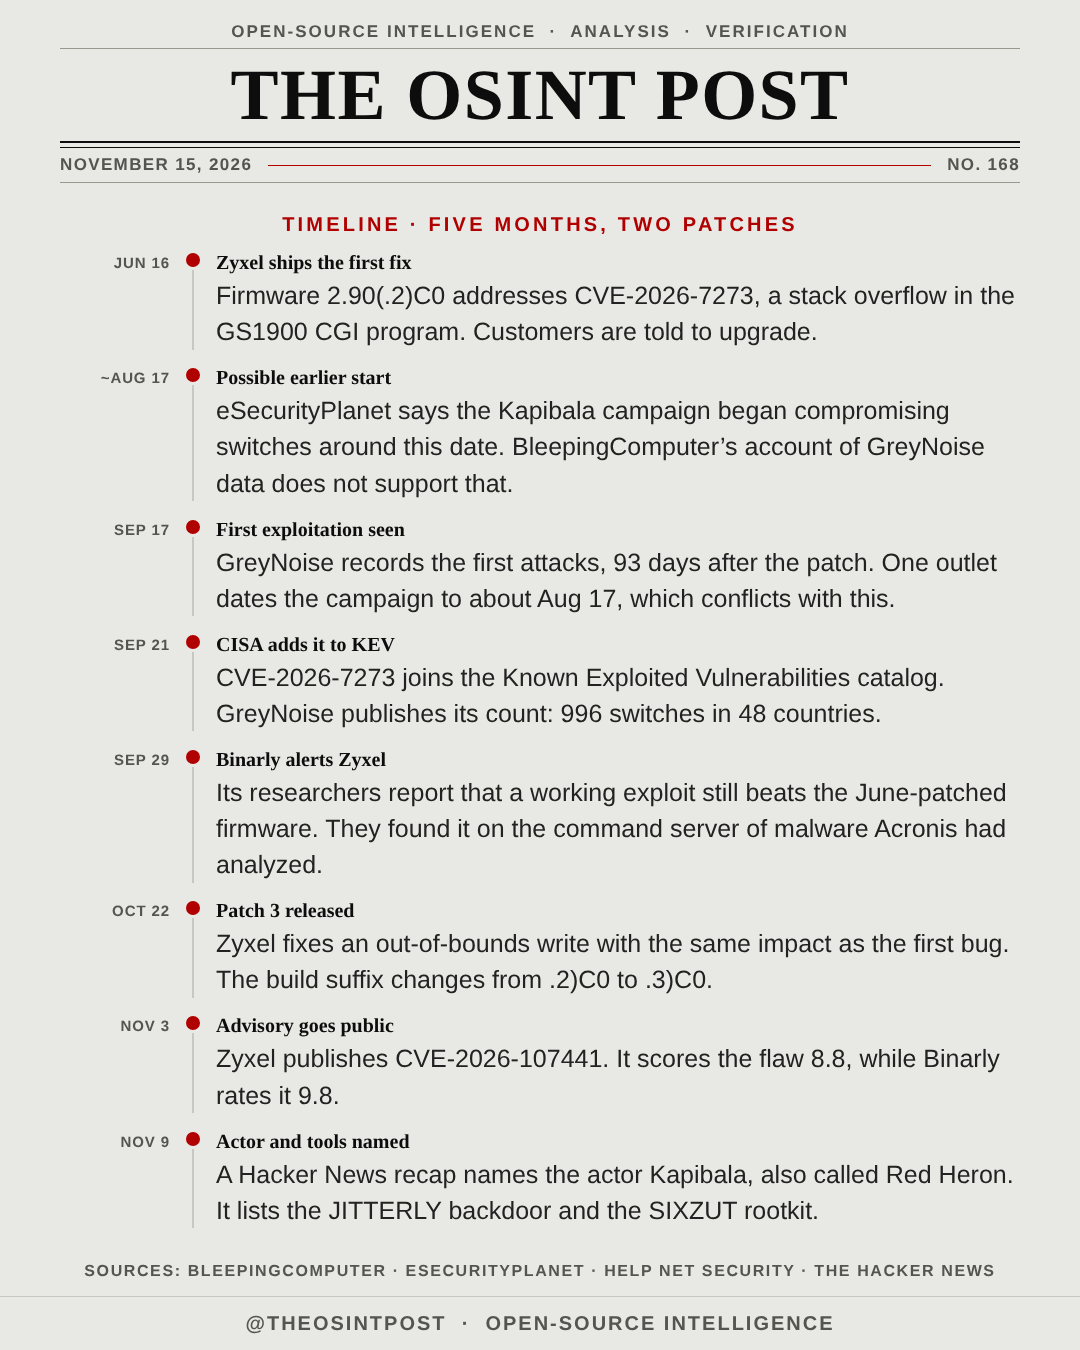 OPEN-SOURCE INTELLIGENCE · ANALYSIS · VERIFICATION
THE OSINT POST
NOVEMBER 15, 2026
NO. 168
TIMELINE · FIVE MONTHS, TWO PATCHES
JUN 16
Zyxel ships the first fix
Firmware 2.90(.2)C0 addresses CVE-2026-7273, a stack overflow in the
GS1900 CGI program. Customers are told to upgrade.
~AUG 17
Possible earlier start
eSecurityPlanet says the Kapibala campaign began compromising
switches around this date. BleepingComputer’s account of GreyNoise
data does not support that.
SEP 17
First exploitation seen
GreyNoise records the first attacks, 93 days after the patch. One outlet
dates the campaign to about Aug 17, which conflicts with this.
SEP 21
CISA adds it to KEV
CVE-2026-7273 joins the Known Exploited Vulnerabilities catalog.
GreyNoise publishes its count: 996 switches in 48 countries.
SEP 29
Binarly alerts Zyxel
Its researchers report that a working exploit still beats the June-patched
firmware. They found it on the command server of malware Acronis had
analyzed.
OCT 22
Patch 3 released
Zyxel fixes an out-of-bounds write with the same impact as the first bug.
The build suffix changes from .2)C0 to .3)C0.
NOV 3
Advisory goes public
Zyxel publishes CVE-2026-107441. It scores the flaw 8.8, while Binarly
rates it 9.8.
NOV 9
Actor and tools named
A Hacker News recap names the actor Kapibala, also called Red Heron.
It lists the JITTERLY backdoor and the SIXZUT rootkit.
SOURCES: BLEEPINGCOMPUTER · ESECURITYPLANET · HELP NET SECURITY · THE HACKER NEWS
@THEOSINTPOST · OPEN-SOURCE INTELLIGENCE